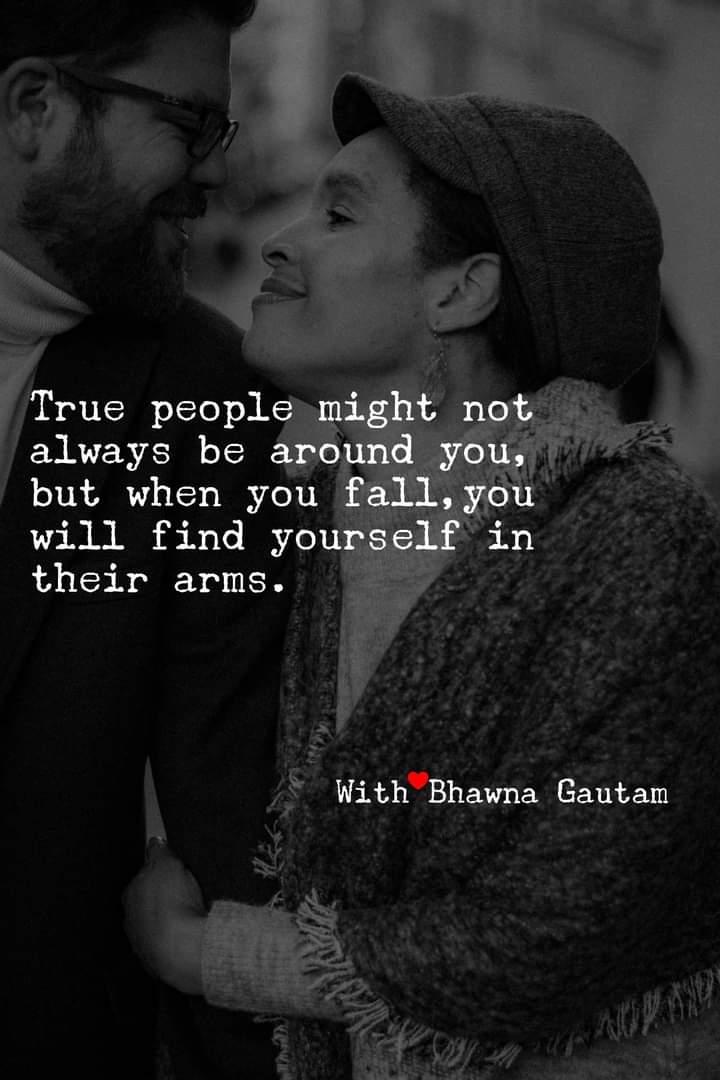 True people might not
always be around you,
but when you fall,you
will find yourself in
their arms.
With❤Bhawna Gautam